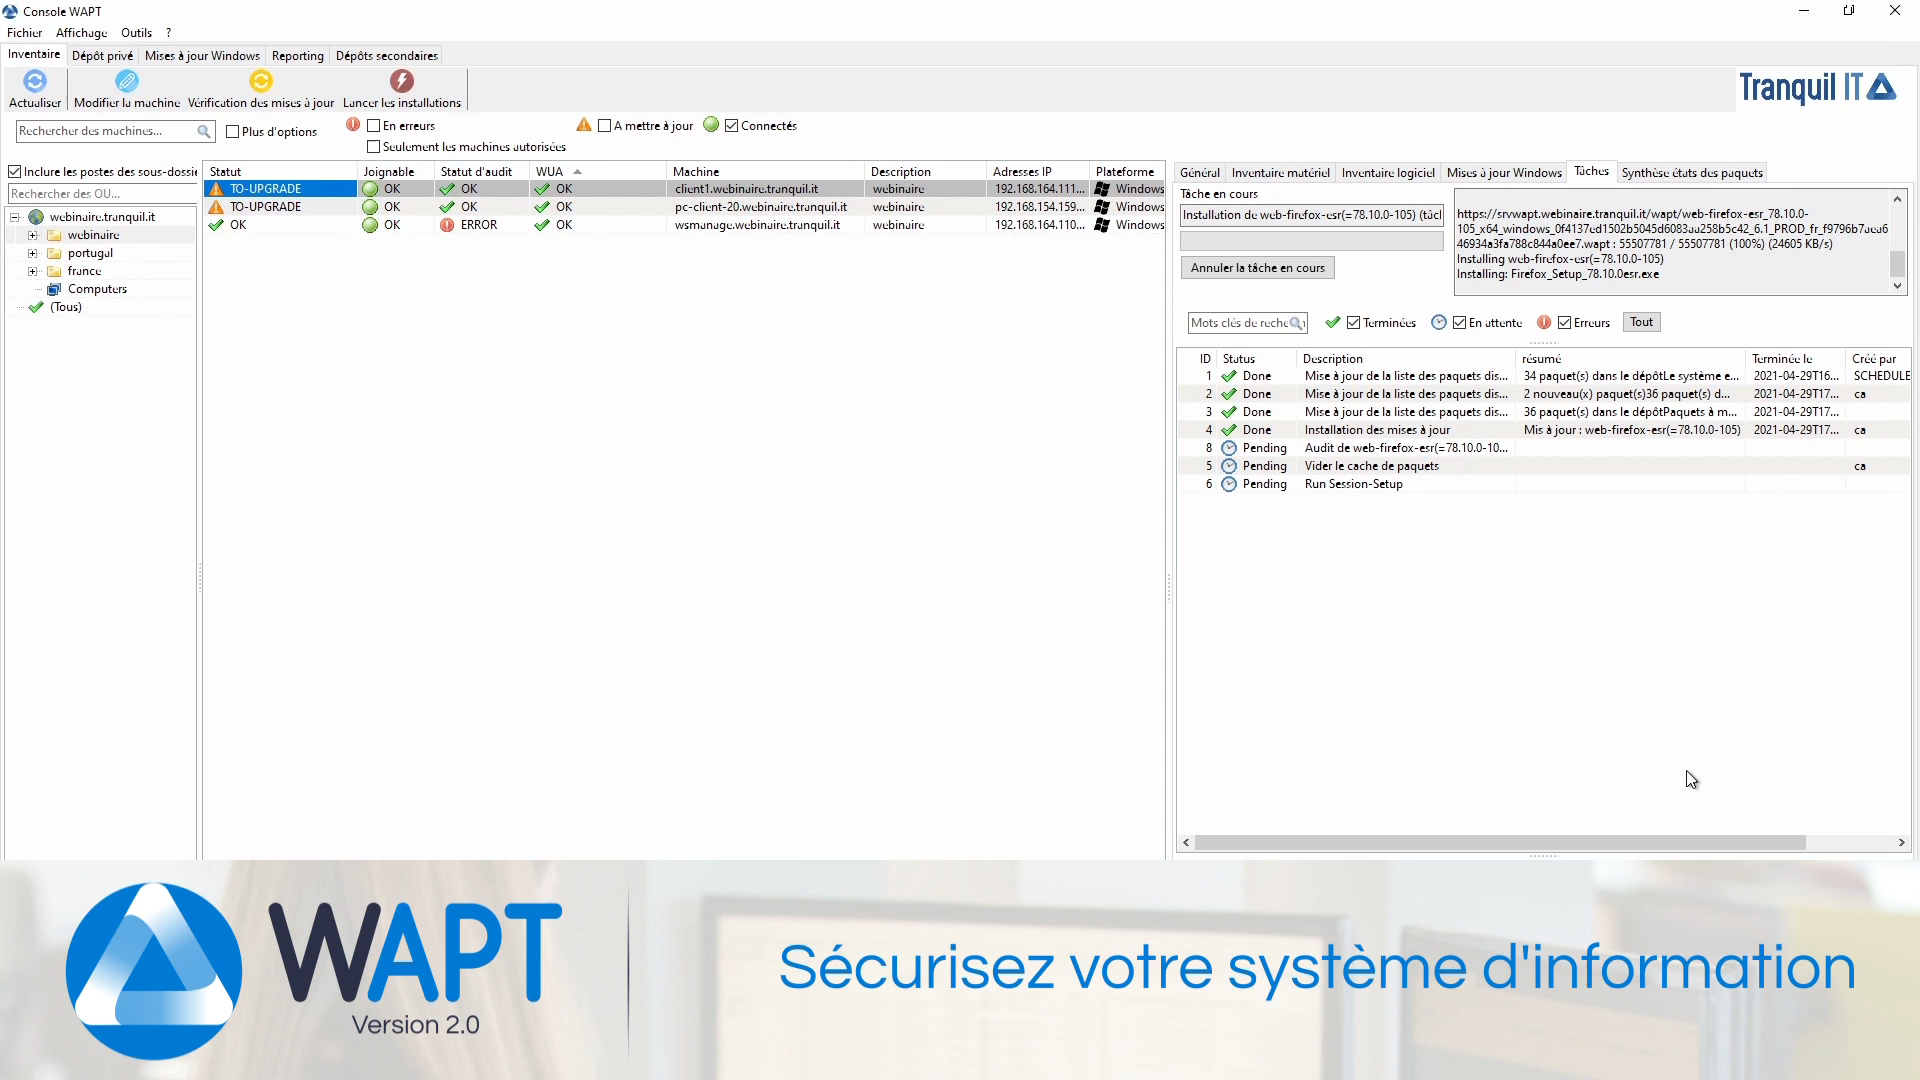 Console WAPT
Fichier Affichage Outils ?
Inventaire Dépôt privé Mises à jour Windows Reporting Dépôts secondaires
Actualiser Modifier la machine Vérification des mises à jour Lancer les installations
Tranquil IT
Rechercher des machines... Plus d'options En erreurs A mettre à jour Connectés
Seulement les machines autorisées
Inclure les postes des sous-dossie
Rechercher des OU...
webinaire.tranquil.it
webinaire
portugal
france
Computers
(Tous)
Statut Joignable Statut d'audit WUA Machine Description Adresses IP Plateforme
TO-UPGRADE OK OK OK client1.webinaire.tranquil.it webinaire 192.168.164.111... Windows
TO-UPGRADE OK OK OK pc-client-20.webinaire.tranquil.it webinaire 192.168.154.159... Windows
OK OK ERROR OK wsmanage.webinaire.tranquil.it webinaire 192.168.164.110... Windows
Général Inventaire matériel Inventaire logiciel Mises à jour Windows Tâches Synthèse états des paquets
Tâche en cours
Installation de web-firefox-esr(=78.10.0-105) (tâcl
Annuler la tâche en cours
https://srvwapt.webinaire.tranquil.it/wapt/web-firefox-esr_78.10.0-
105_x64_windows_0f4137ed1502b5045d6083aa258b5c42_6.1_PROD_fr_f9796b7aea6
46934a3fa788c844a0ee7.wapt : 55507781 / 55507781 (100%) (24605 KB/s)
Installing web-firefox-esr(=78.10.0-105)
Installing: Firefox_Setup_78.10.0esr.exe
Mots clés de reche Terminées En attente Erreurs Tout
ID Status Description résumé Terminée le Créé par
1 Done Mise à jour de la liste des paquets dis... 34 paquet(s) dans le dépôtLe système e... 2021-04-29T16... SCHEDULE
2 Done Mise à jour de la liste des paquets dis... 2 nouveau(x) paquet(s)36 paquet(s) d... 2021-04-29T17... ca
3 Done Mise à jour de la liste des paquets dis... 36 paquet(s) dans le dépôtPaquets à m... 2021-04-29T17...
4 Done Installation des mises à jour Mis à jour : web-firefox-esr(=78.10.0-105) 2021-04-29T17... ca
8 Pending Audit de web-firefox-esr(=78.10.0-10...
5 Pending Vider le cache de paquets ca
6 Pending Run Session-Setup
WAPT
Version 2.0
Sécurisez votre système d'information